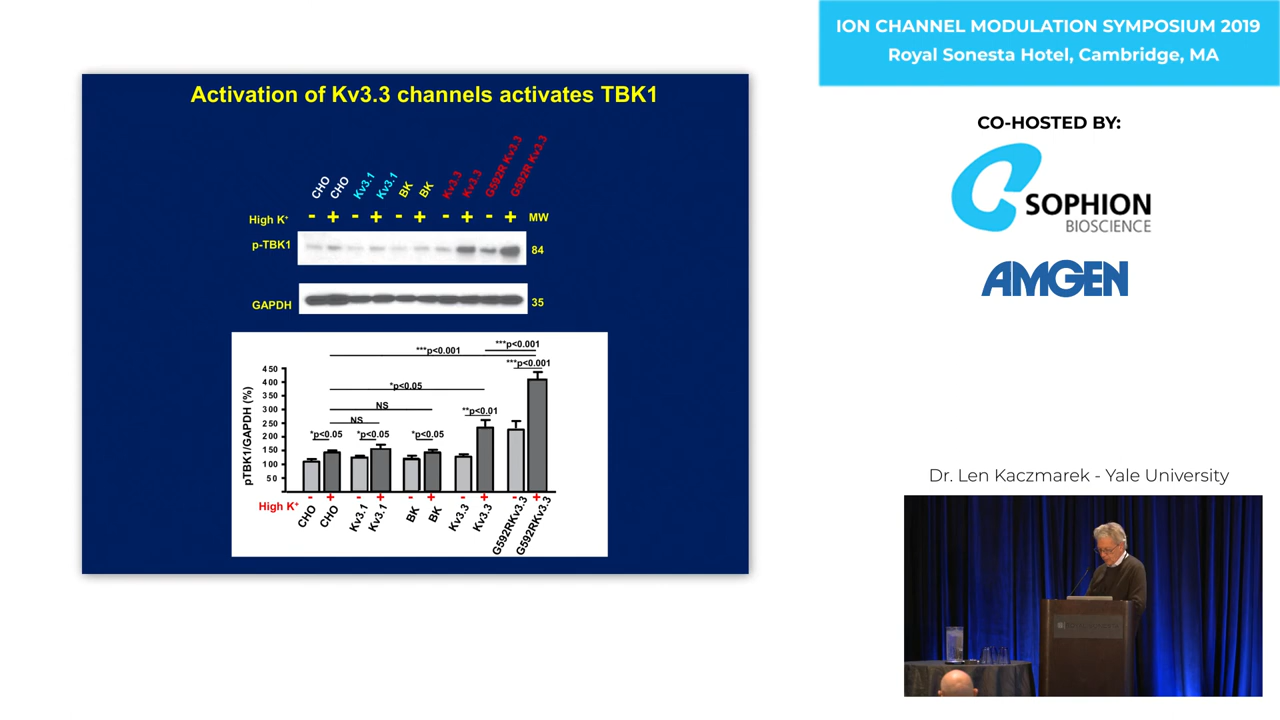 ION CHANNEL MODULATION SYMPOSIUM 2019
Royal Sonesta Hotel, Cambridge, MA
CO-HOSTED BY:
SOPHION
BIOSCIENCE
AMGEN
Activation of Kv3.3 channels activates TBK1
CHO CHO Kv3.1 Kv3.1 BK BK Kv3.3 Kv3.3 G592R Kv3.3 G592R Kv3.3
High K+ - + - + - + - + - + MW
p-TBK1 84
GAPDH 35
***p<0.001
***p<0.001
***p<0.001
*p<0.05
NS
NS
**p<0.01
*p<0.05 *p<0.05 *p<0.05
pTBK1/GAPDH (%)
450
400
350
300
250
200
150
100
50
High K+ - + - + - + - + - +
CHO CHO Kv3.1 Kv3.1 BK BK Kv3.3 Kv3.3 G592RKv3.3 G592RKv3.3
Dr. Len Kaczmarek - Yale University